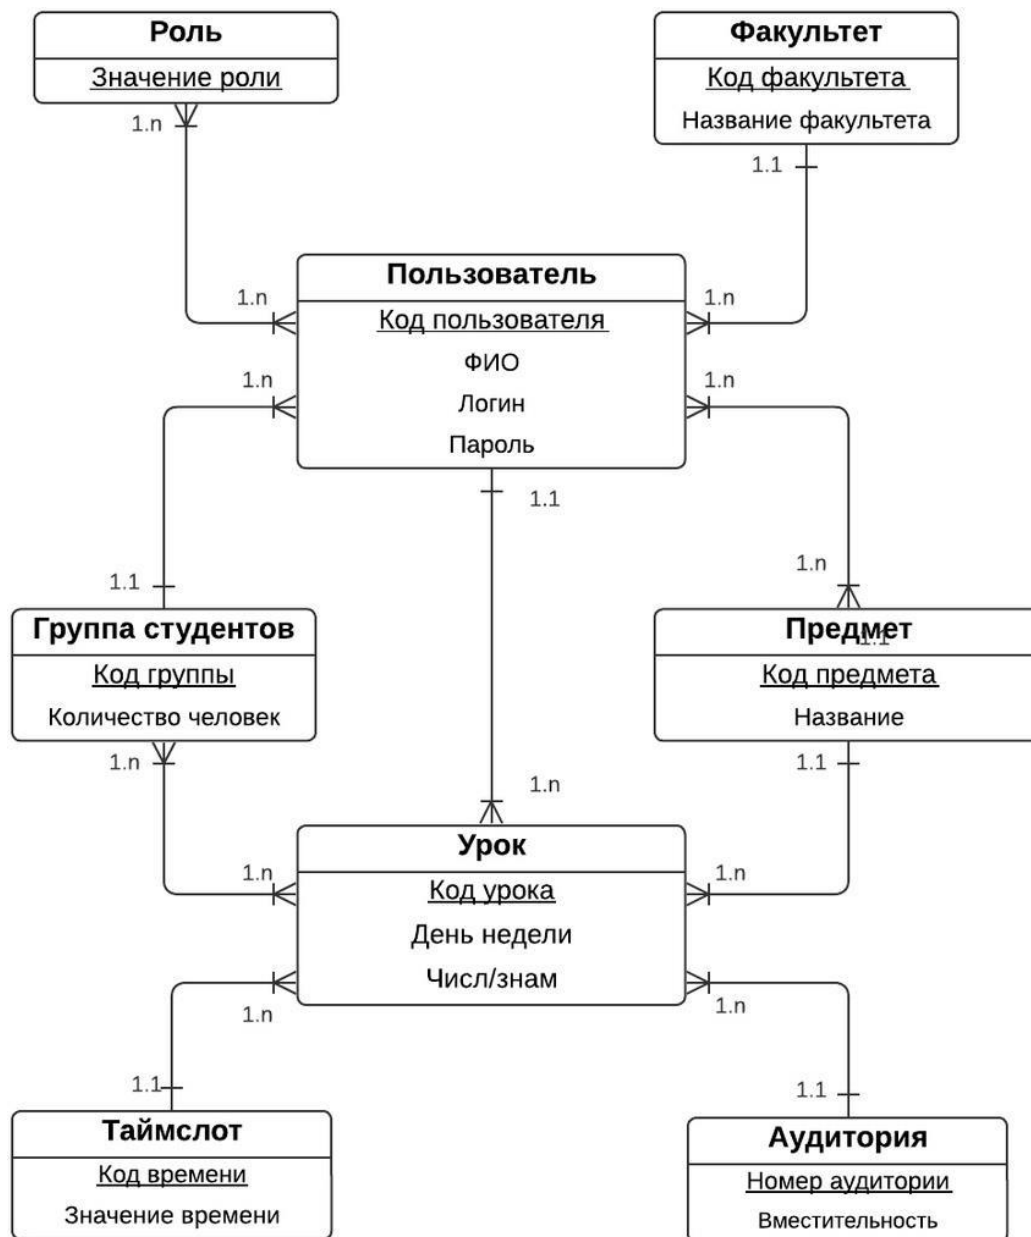 Роль
Значение роли
1.n
Факультет
Код факультета
Название факультета
1.1
Пользователь
Код пользователя
ФИО
Логин
Пароль
1.n
1.n
1.n
1.n
1.1
1.1
Группа студентов
Код группы
Количество человек
1.n
1.n
Предмет
1.1
Код предмета
Название
1.1
1.n
Урок
Код урока
День недели
Числ/знам
1.n
1.n
1.n
1.n
1.1
Таймслот
Код времени
Значение времени
1.1
Аудитория
Номер аудитории
Вместительность